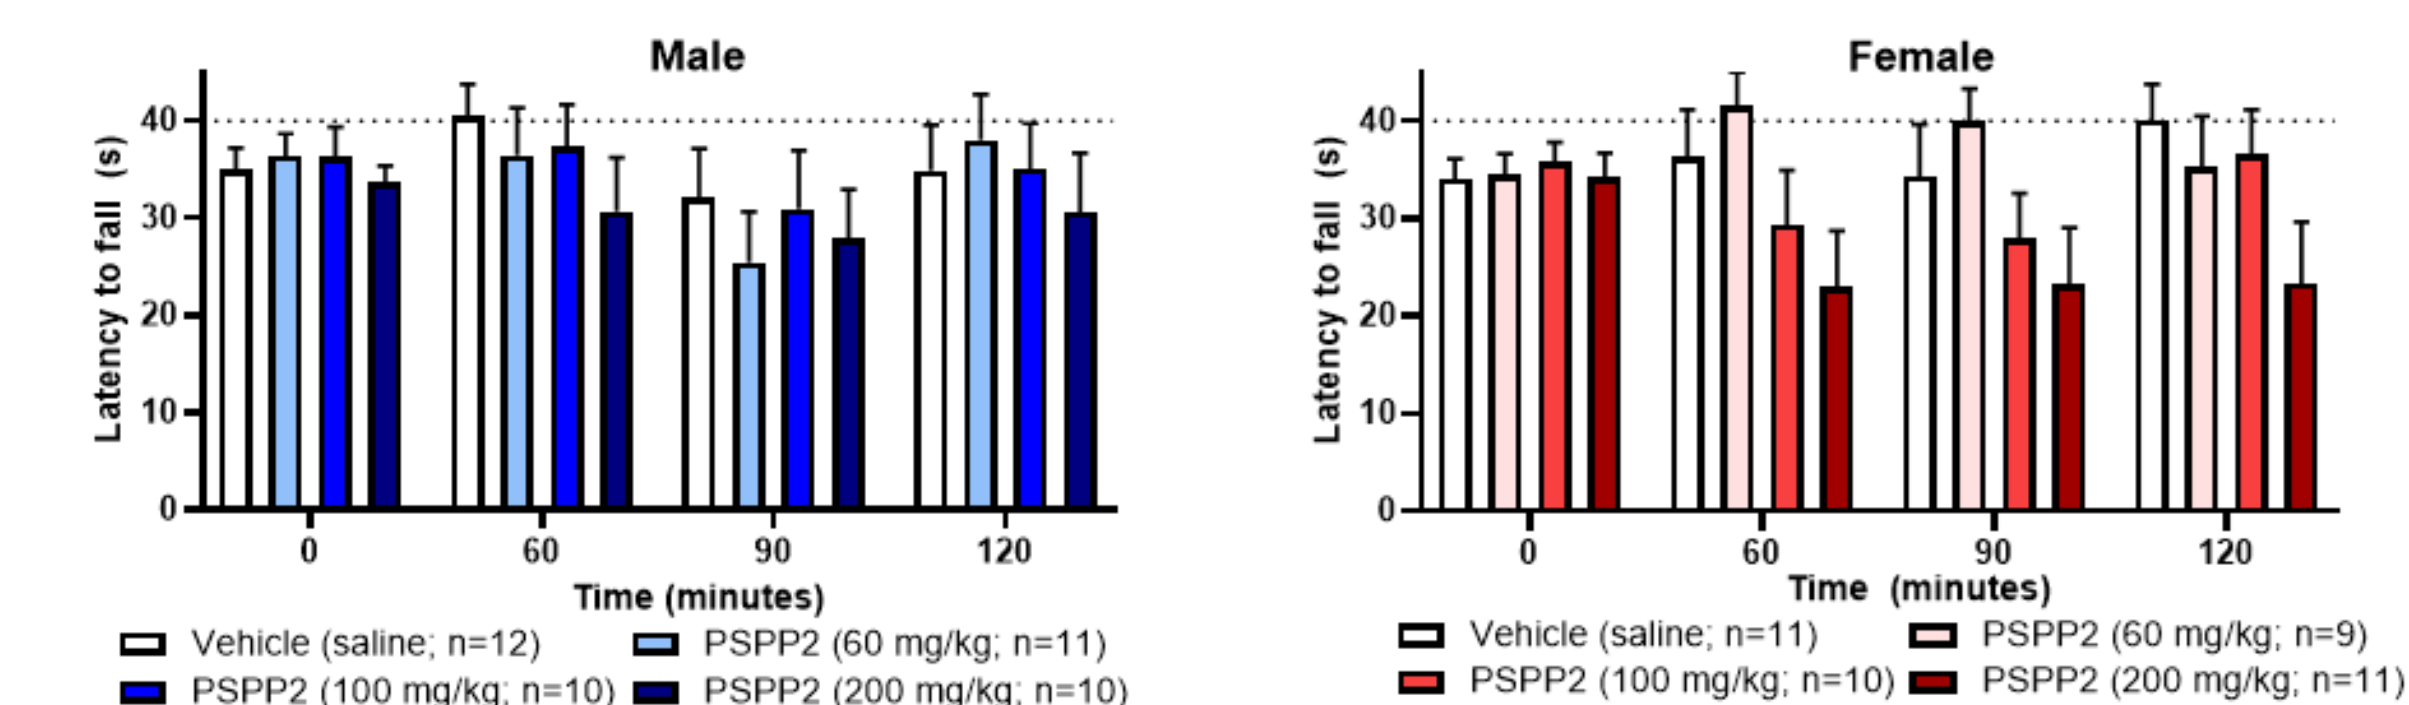 Male
Latency to fall (s)
40
30
20
10
0
0 60 90 120
Time (minutes)
Vehicle (saline; n=12) PSPP2 (60 mg/kg; n=11)
PSPP2 (100 mg/kg; n=10) PSPP2 (200 mg/kg; n=10)
Female
Latency to fall (s)
40
30
20
10
0
0 60 90 120
Time (minutes)
Vehicle (saline; n=11) PSPP2 (60 mg/kg; n=9)
PSPP2 (100 mg/kg; n=10) PSPP2 (200 mg/kg; n=11)